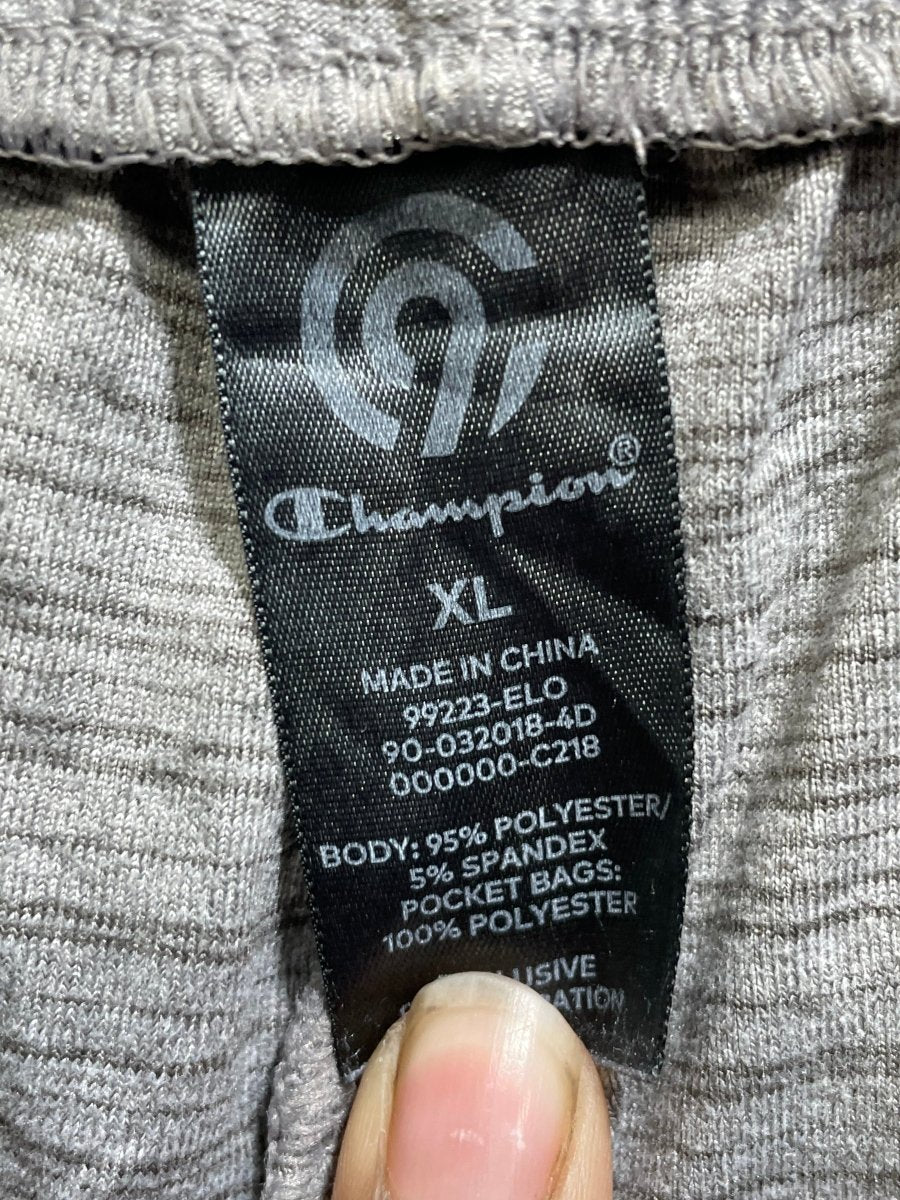 C9
Champion®
XL
MADE IN CHINA
99223-ELO
90-032018-4D
000000-C218
BODY: 95% POLYESTER/
5% SPANDEX
POCKET BAGS:
100% POLYESTER